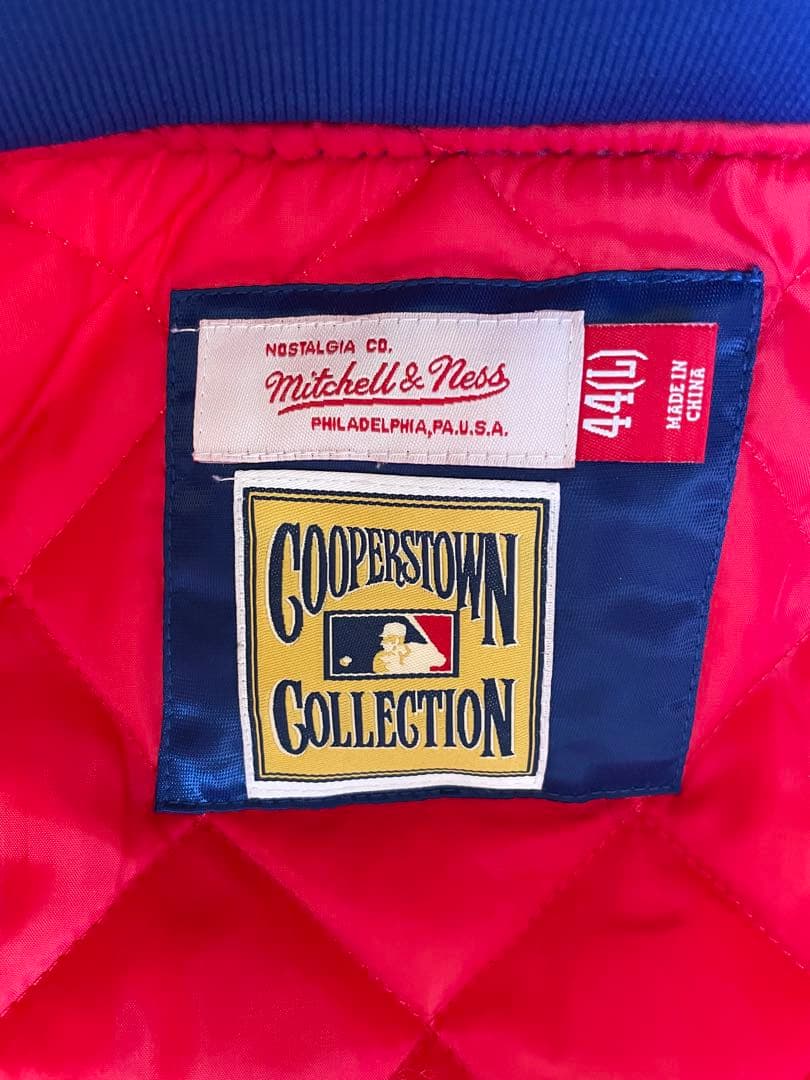 NOSTALGIA CO.
Mitchell & Ness
PHILADELPHIA, PA. U.S.A.
44(L)
MADE IN
CHINA
COOPERSTOWN
COLLECTION